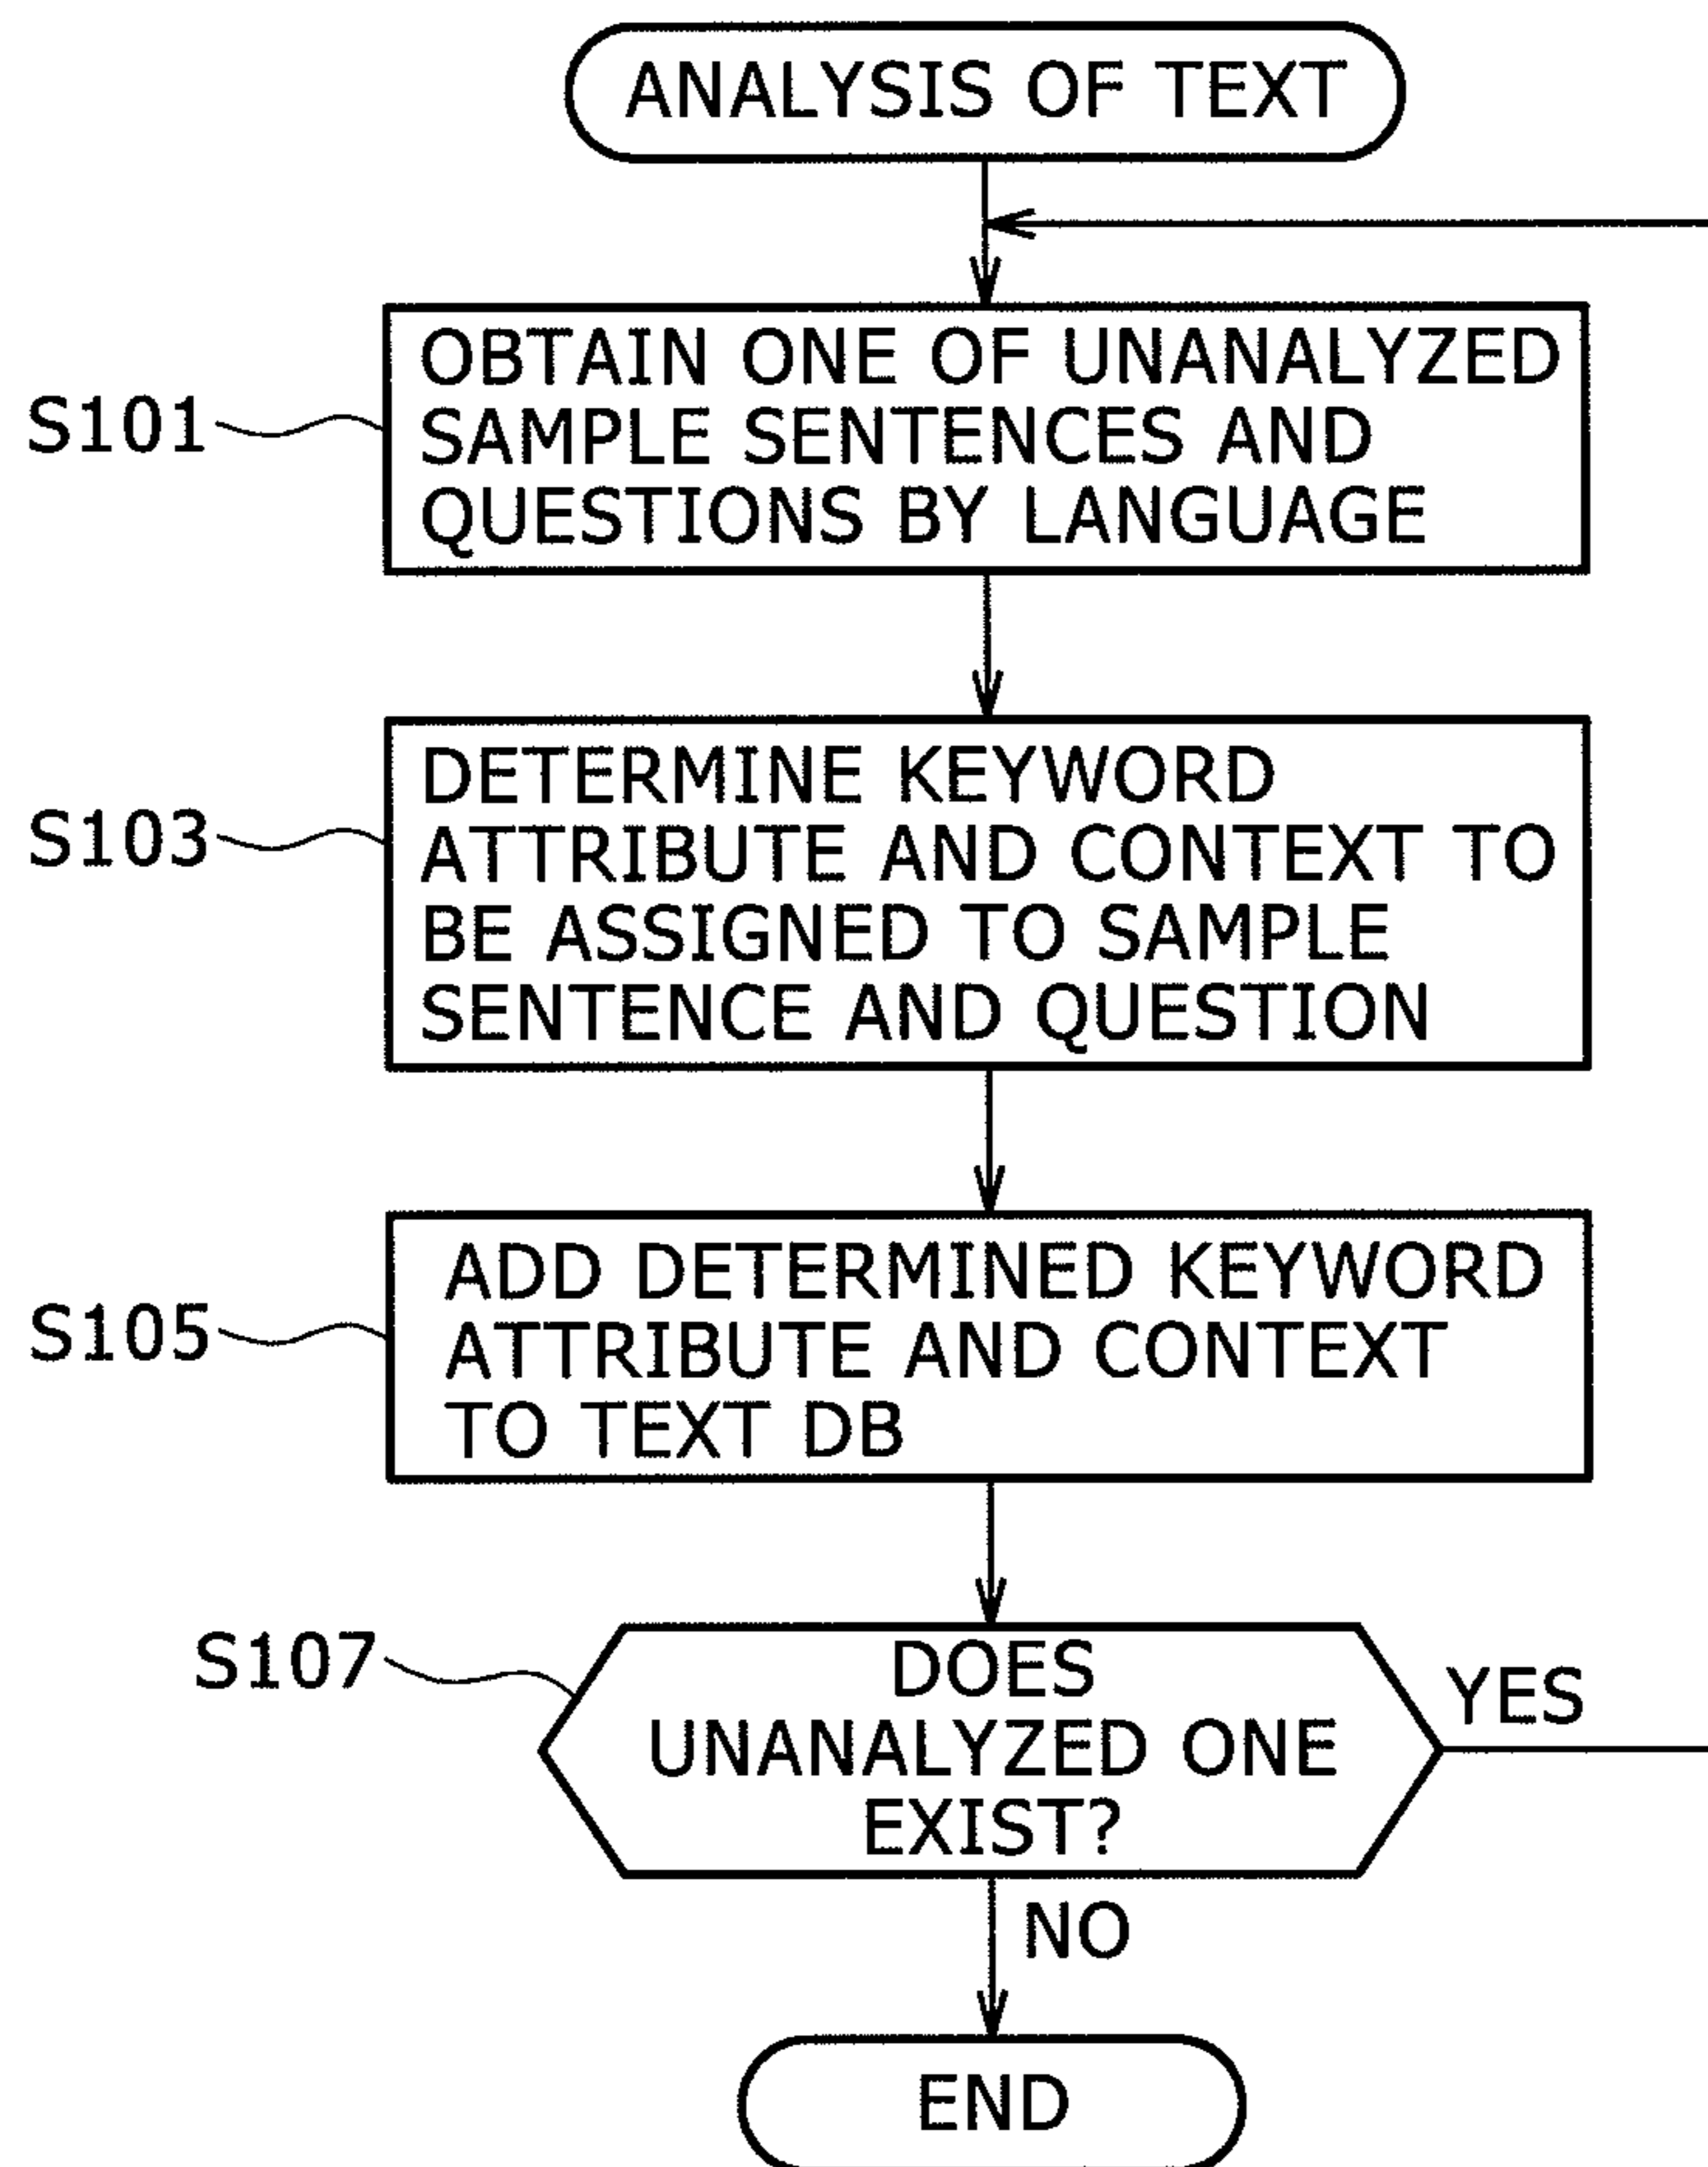 ANALYSIS OF TEXT
S101
OBTAIN ONE OF UNANALYZED
SAMPLE SENTENCES AND
QUESTIONS BY LANGUAGE
S103
DETERMINE KEYWORD
ATTRIBUTE AND CONTEXT TO
BE ASSIGNED TO SAMPLE
SENTENCE AND QUESTION
S105
ADD DETERMINED KEYWORD
ATTRIBUTE AND CONTEXT
TO TEXT DB
S107
DOES
UNANALYZED ONE
EXIST?
YES
NO
END